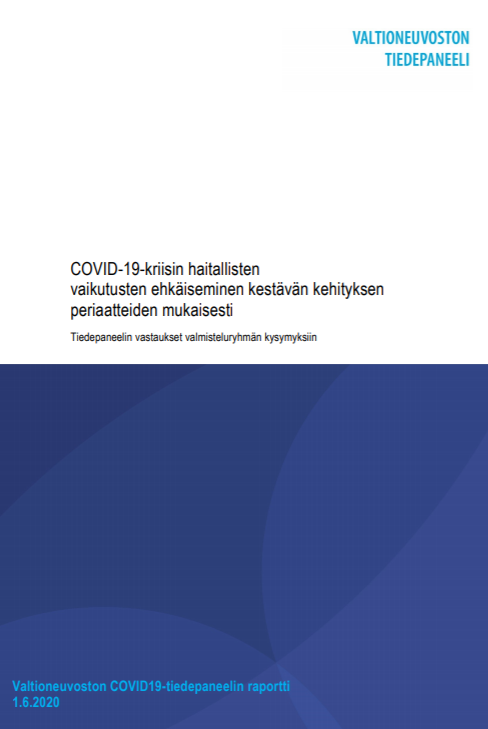 VALTIONEUVOSTON
TIEDEPANEELI
COVID-19-kriisin haitallisten
vaikutusten ehkäiseminen kestävän kehityksen
periaatteiden mukaisesti
Tiedepaneelin vastaukset valmisteluryhmän kysymyksiin
Valtioneuvoston COVID19-tiedepaneelin raportti
1.6.2020